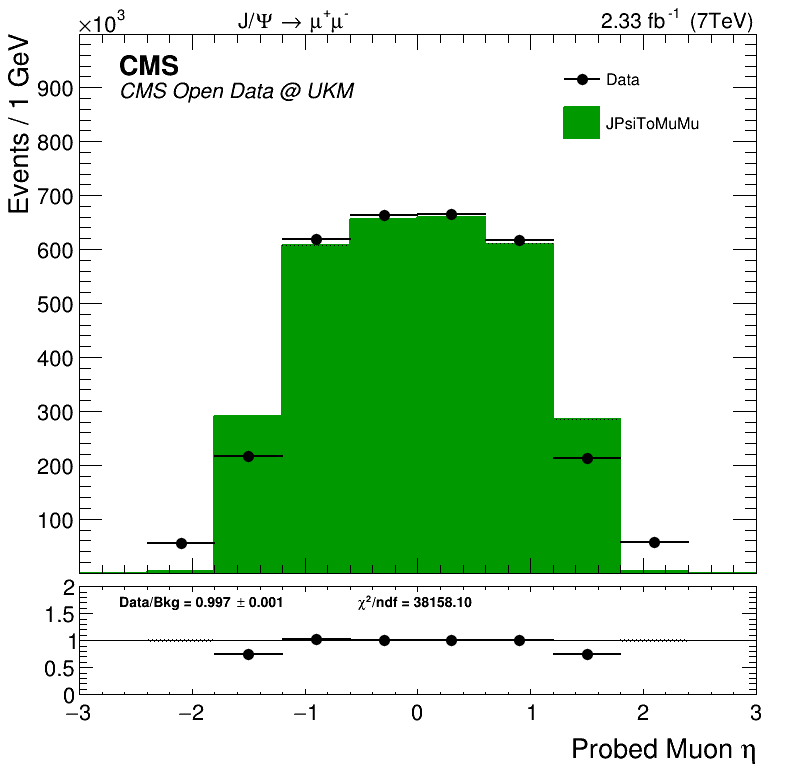 ×10³ J/Ψ → μ⁺μ⁻ 2.33 fb⁻¹ (7TeV)
CMS
CMS Open Data @ UKM
Data
JPsiToMuMu
Events / 1 GeV
900
800
700
600
500
400
300
200
100
Data/Bkg = 0.997 ± 0.001 χ²/ndf = 38158.10
2
1.5
1
0.5
0
−3 −2 −1 0 1 2 3
Probed Muon η